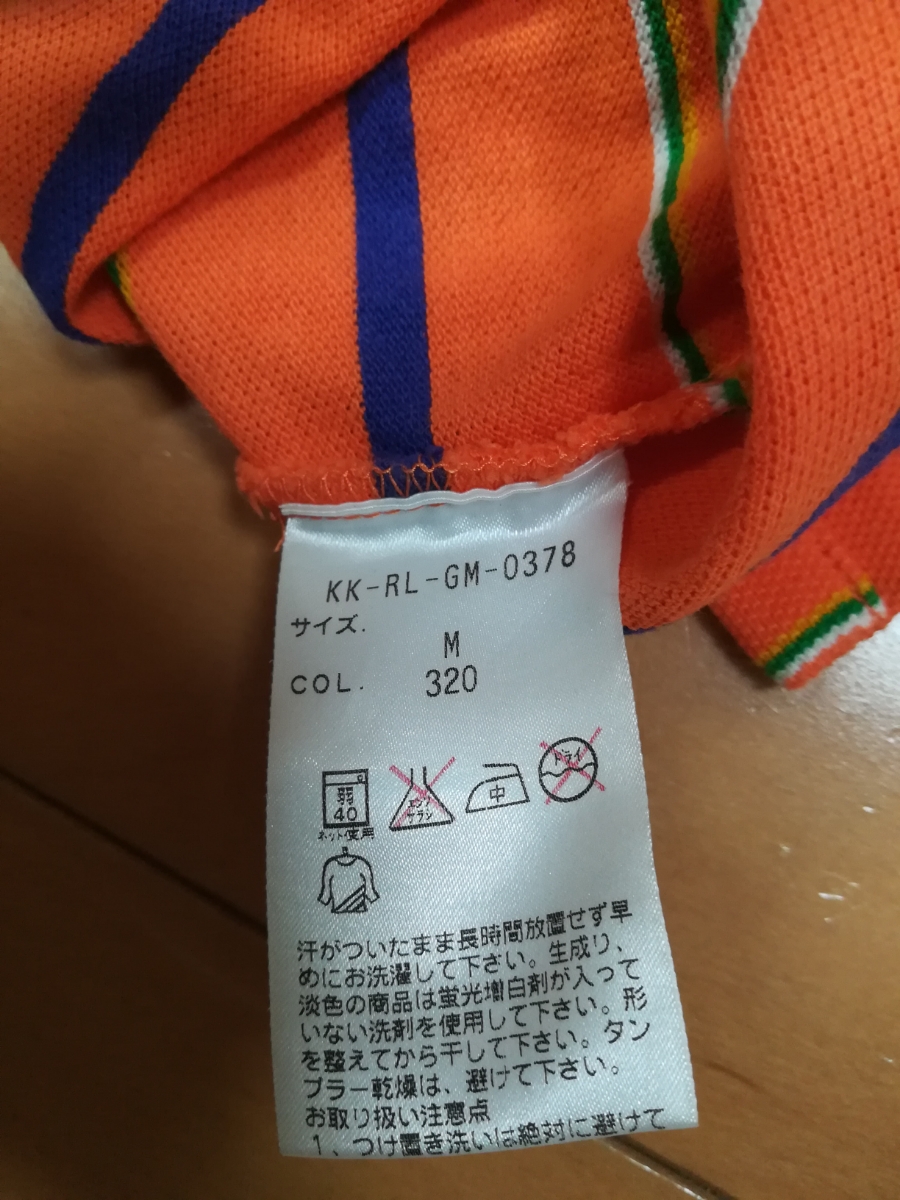 KK-RL-GM-0378
サイズ.
M
COL. 320
弱
40
ネット使用
エンソ
サラシ
中
ドライ
汗がついたまま長時間放置せず早
めにお洗濯して下さい。生成り、
淡色の商品は蛍光増白剤が入って
いない洗剤を使用して下さい。形
を整えてから干して下さい。タン
ブラー乾燥は、避けて下さい。
お取り扱い注意点
1、つけ置き洗いは絶対に避けて